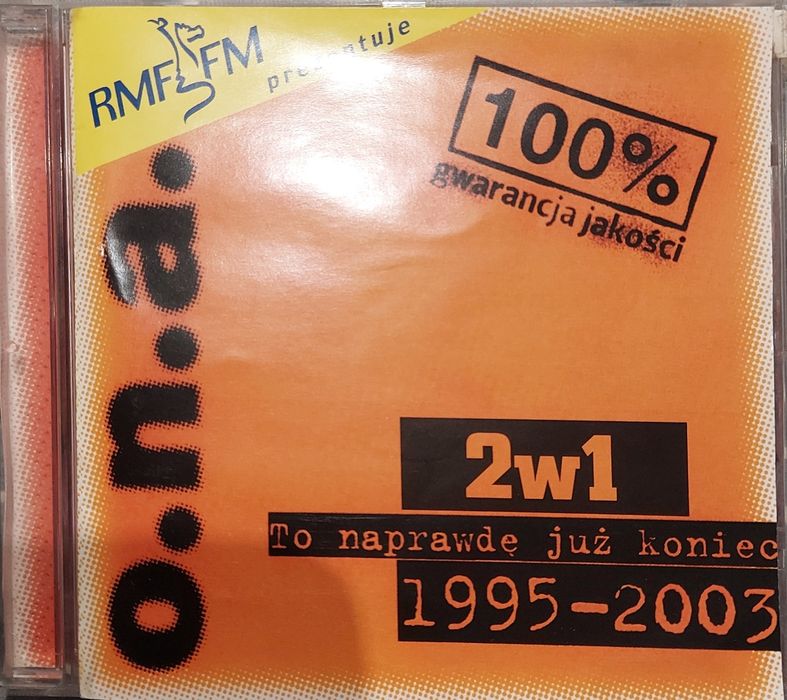 RMF FM
prezentuje
100%
gwarancja jakości
o.n.a.
2w1
To naprawdę już koniec
1995-2003